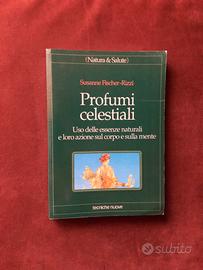 (Natura & Salute)
Susanne Fischer-Rizzi
Profumi
celestiali
Uso delle essenze naturali
e loro azione sul corpo e sulla mente
tecniche nuove
subito